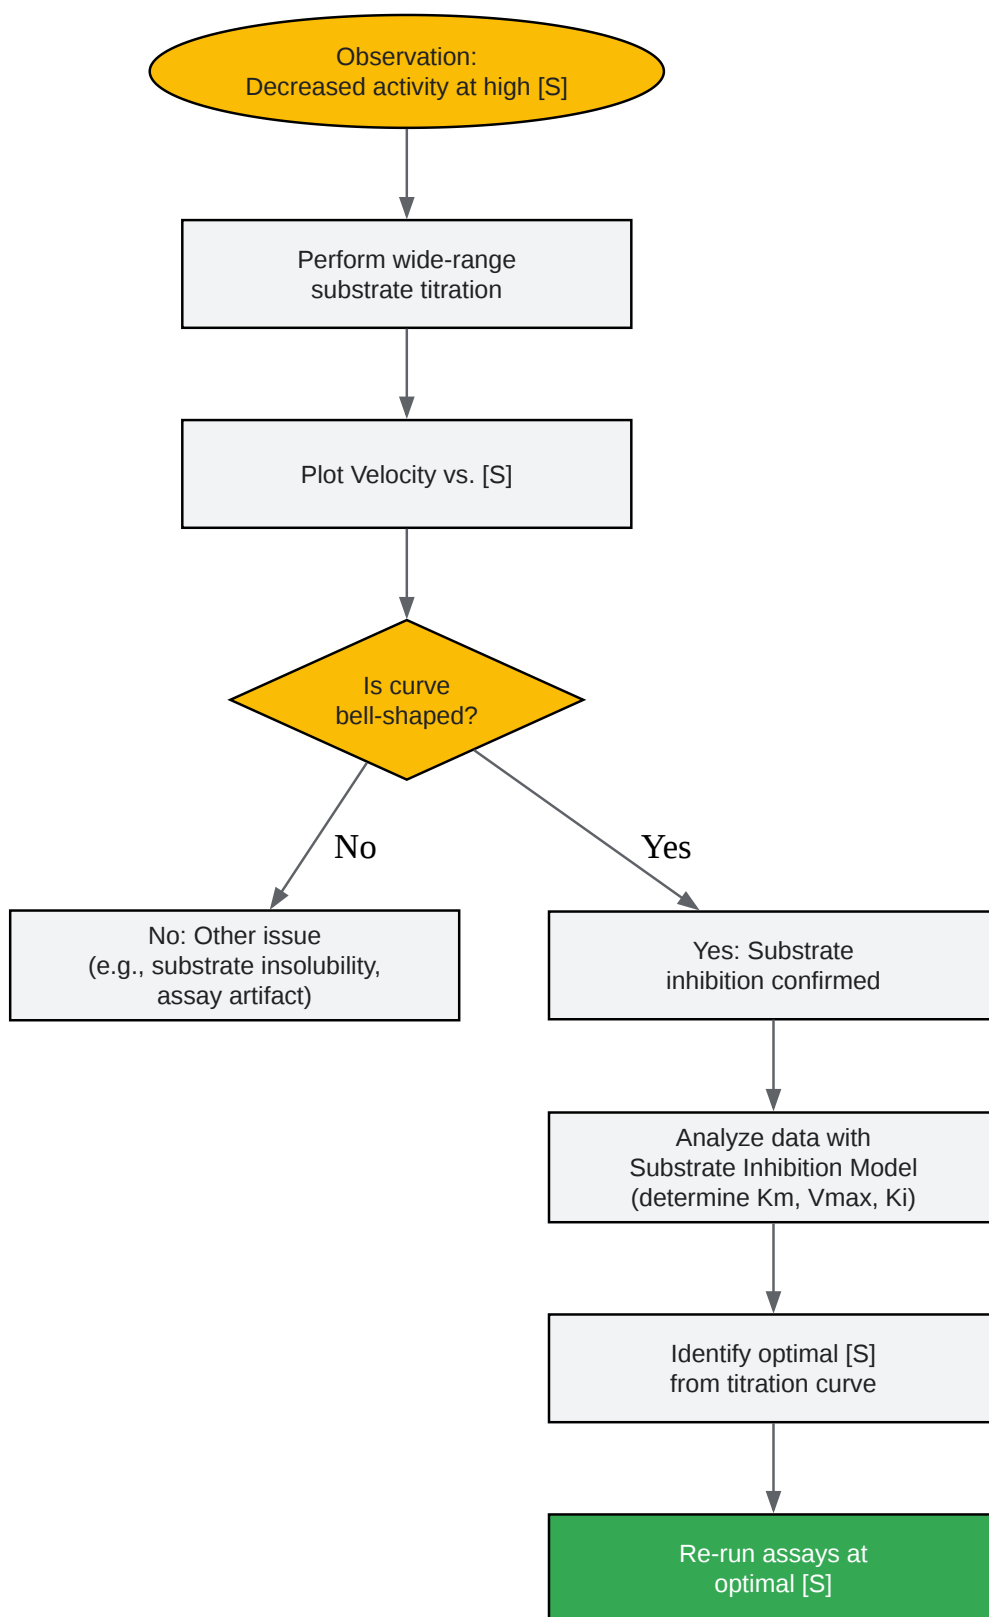 Observation:
Decreased activity at high [S]
Perform wide-range
substrate titration
Plot Velocity vs. [S]
Is curve
bell-shaped?
No
Yes
No: Other issue
(e.g., substrate insolubility,
assay artifact)
Yes: Substrate
inhibition confirmed
Analyze data with
Substrate Inhibition Model
(determine Km, Vmax, Ki)
Identify optimal [S]
from titration curve
Re-run assays at
optimal [S]